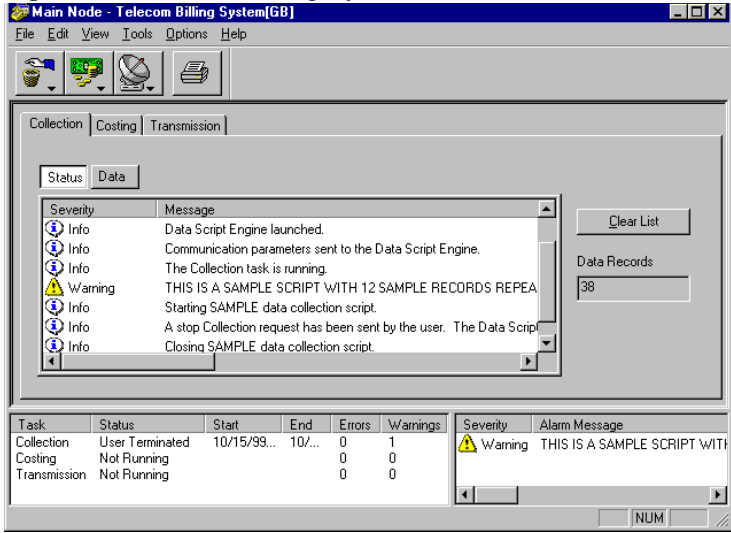 Main Node - Telecom Billing System[GB]
File Edit View Tools Options Help
Collection Costing Transmission
Status Data
Severity Message
Info Data Script Engine launched.
Info Communication parameters sent to the Data Script Engine.
Info The Collection task is running.
Warning THIS IS A SAMPLE SCRIPT WITH 12 SAMPLE RECORDS REPEA
Info Starting SAMPLE data collection script.
Info A stop Collection request has been sent by the user. The Data Script
Info Closing SAMPLE data collection script.
Clear List
Data Records
38
Task Status Start End Errors Warnings
Collection User Terminated 10/15/99... 10/... 0 1
Costing Not Running 0 0
Transmission Not Running 0 0
Severity Alarm Message
Warning THIS IS A SAMPLE SCRIPT WITH
NUM